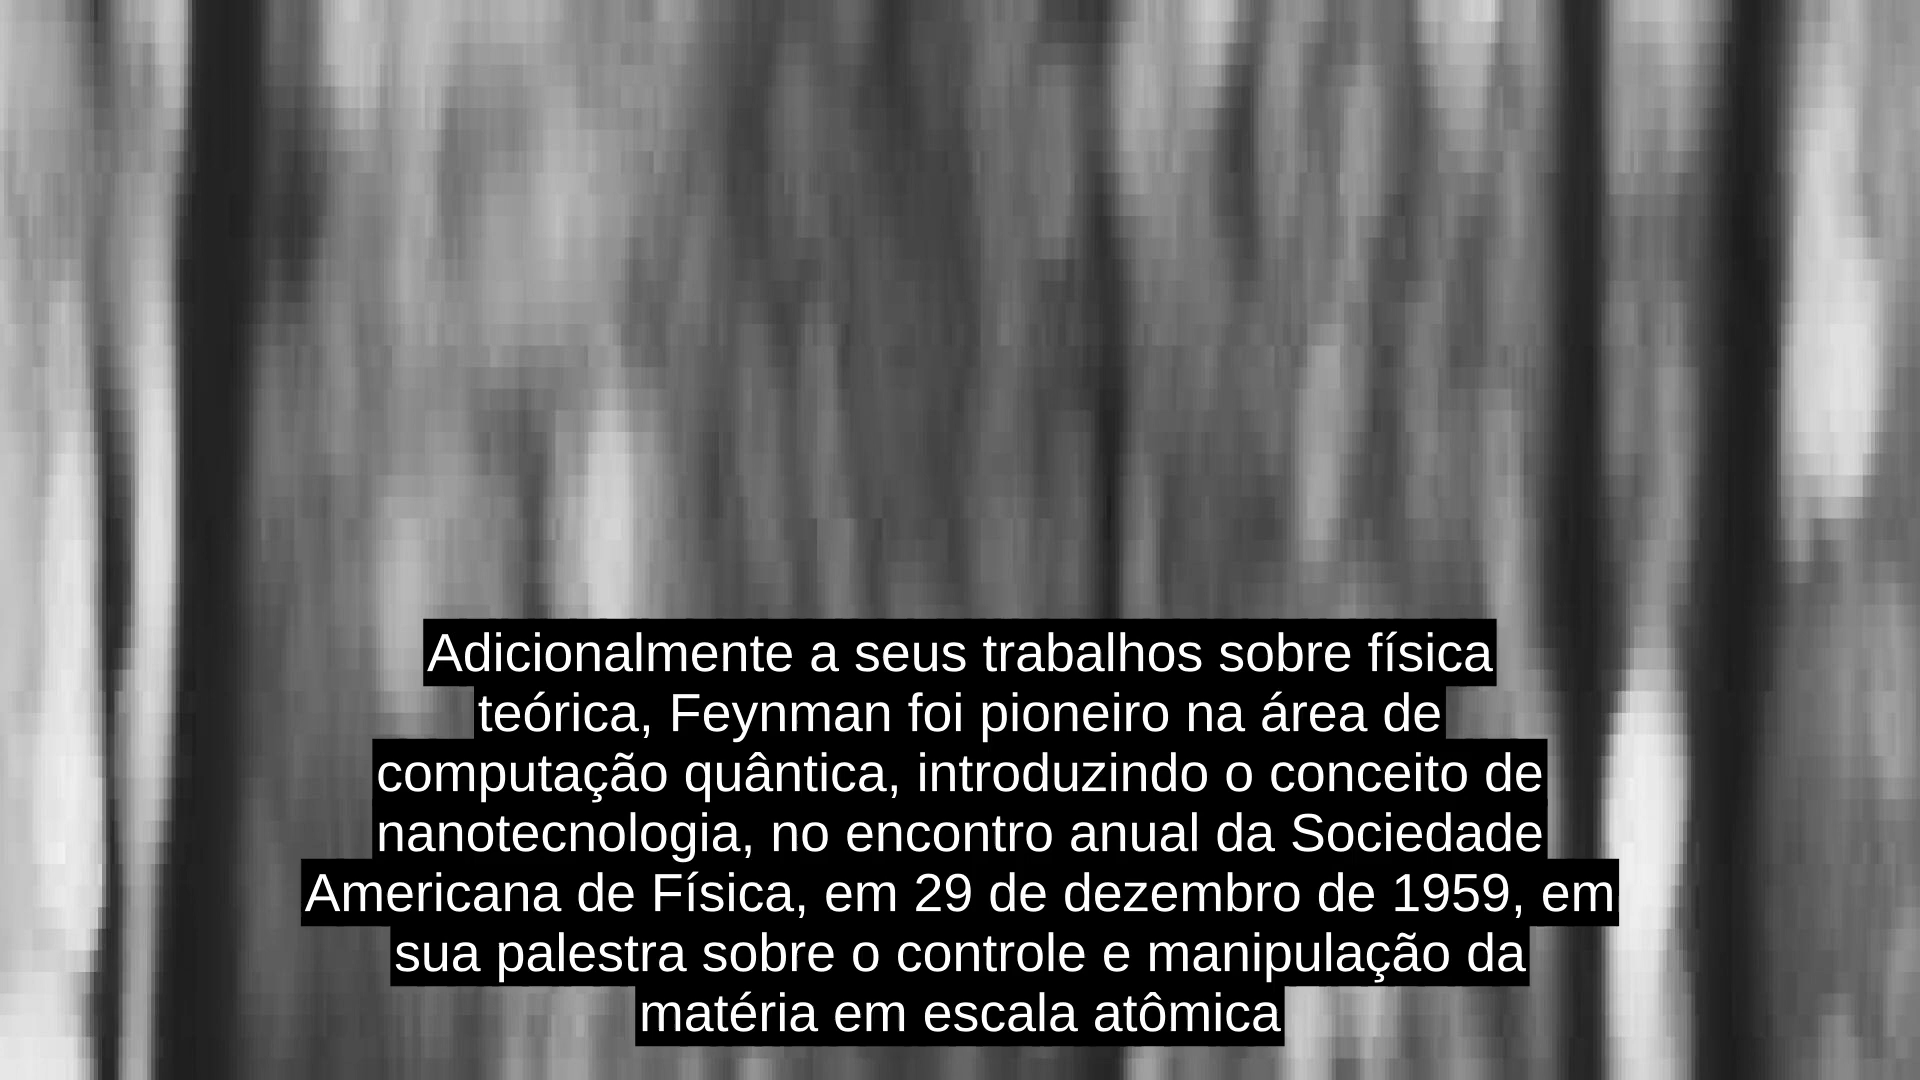 Adicionalmente a seus trabalhos sobre física
teórica, Feynman foi pioneiro na área de
computação quântica, introduzindo o conceito de
nanotecnologia, no encontro anual da Sociedade
Americana de Física, em 29 de dezembro de 1959, em
sua palestra sobre o controle e manipulação da
matéria em escala atômica